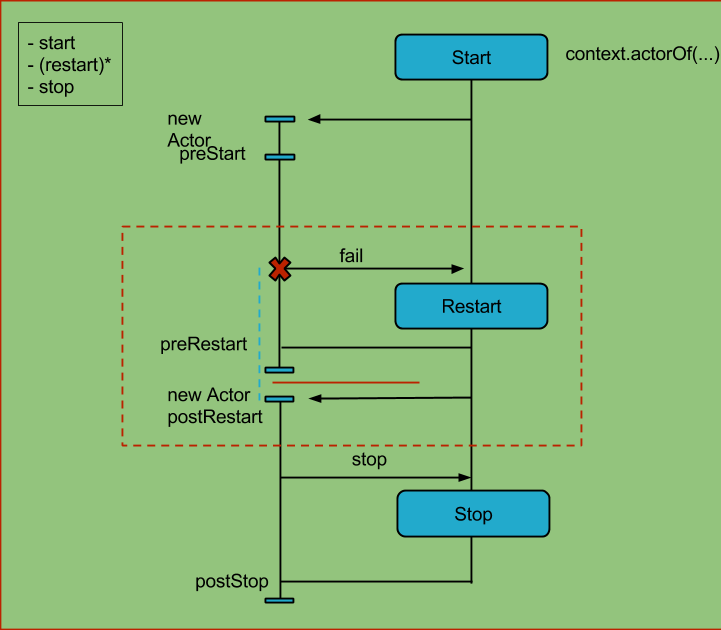 - start
- (restart)*
- stop
Start
context.actorOf(...)
new
Actor
preStart
fail
Restart
preRestart
new Actor
postRestart
stop
Stop
postStop